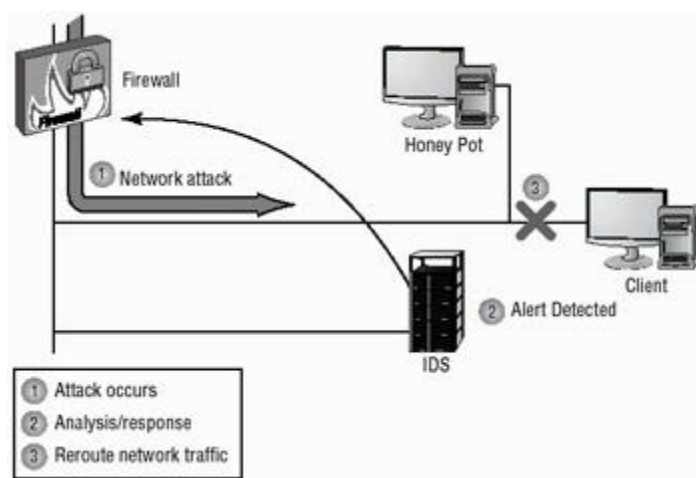 Firewall
Firewall
Honey Pot
1 Network attack
3
Client
2 Alert Detected
IDS
1 Attack occurs
2 Analysis/response
3 Reroute network traffic